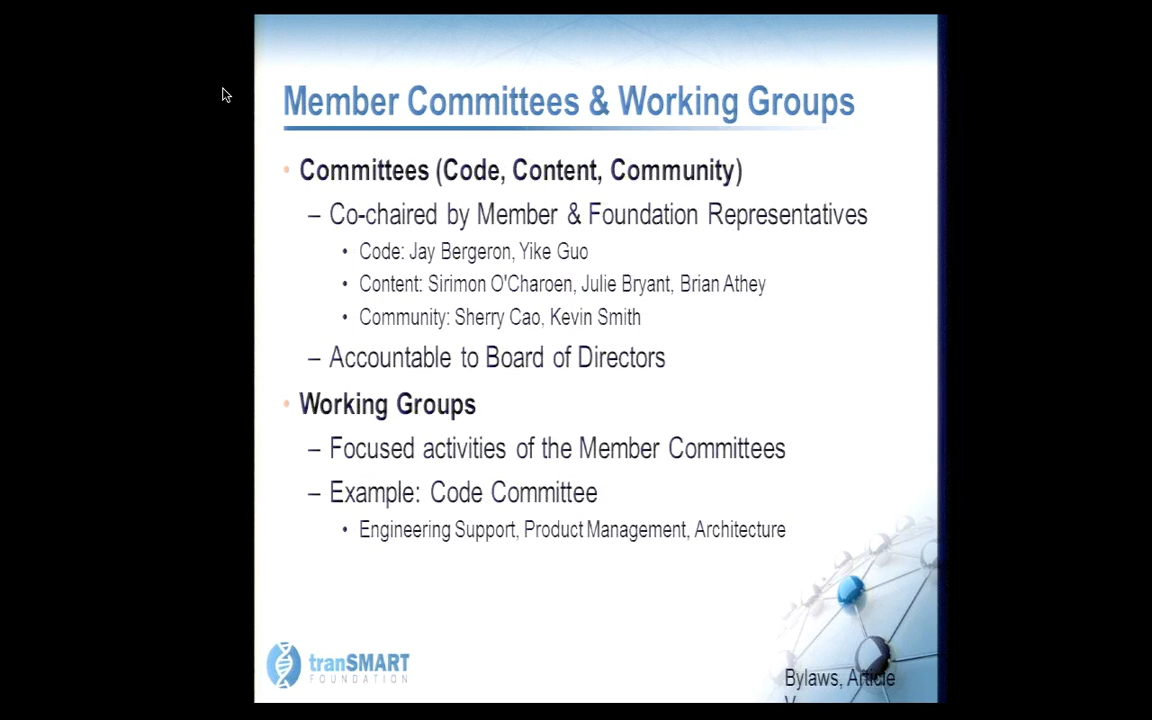 Member Committees & Working Groups
• Committees (Code, Content, Community)
– Co-chaired by Member & Foundation Representatives
• Code: Jay Bergeron, Yike Guo
• Content: Sirimon O'Charoen, Julie Bryant, Brian Athey
• Community: Sherry Cao, Kevin Smith
– Accountable to Board of Directors
• Working Groups
– Focused activities of the Member Committees
– Example: Code Committee
• Engineering Support, Product Management, Architecture
tranSMART
FOUNDATION
Bylaws, Article